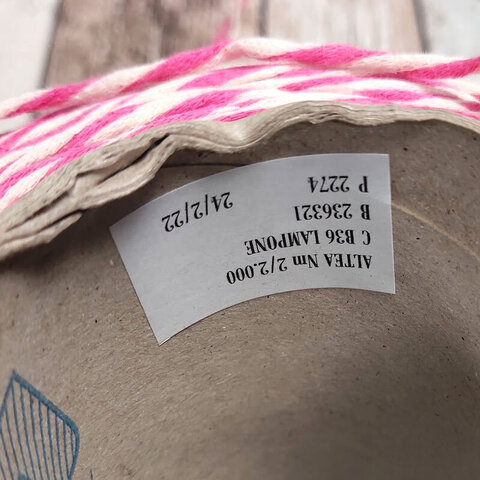 ALTEA Nm 2/2.000
C B36 LAMPONE
B 236321
P 2274
24/2/22